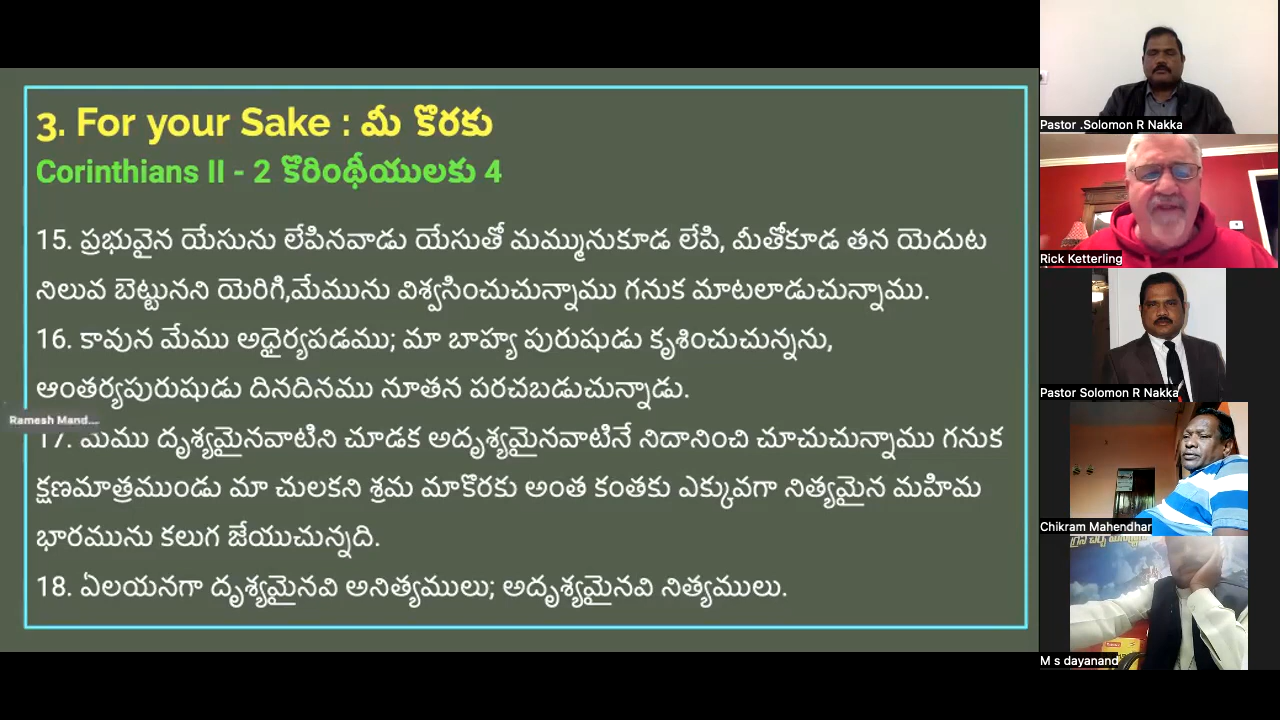 3. For your Sake : మీ కొరకు
Corinthians II - 2 కొరింథీయులకు 4
15. ప్రభువైన యేసును లేపినవాడు యేసుతో మమ్మునుకూడ లేపి, మీతోకూడ తన యెదుట
నిలువ బెట్టునని యెరిగి,మేమును విశ్వసించుచున్నాము గనుక మాటలాడుచున్నాము.
16. కావున మేము అధైర్యపడము; మా బాహ్య పురుషుడు కృశించుచున్నను,
ఆంతర్యపురుషుడు దినదినము నూతన పరచబడుచున్నాడు.
Ramesh Mand...
17. మేము దృశ్యమైనవాటిని చూడక అదృశ్యమైనవాటినే నిదానించి చూచుచున్నాము గనుక
క్షణమాత్రముండు మా చులకని శ్రమ మాకొరకు అంత కంతకు ఎక్కువగా నిత్యమైన మహిమ
భారమును కలుగ జేయుచున్నది.
18. ఏలయనగా దృశ్యమైనవి అనిత్యములు; అదృశ్యమైనవి నిత్యములు.
Pastor .Solomon R Nakka
Rick Ketterling
Pastor Solomon R Nakka
Chikram Mahendhar
M s dayanand